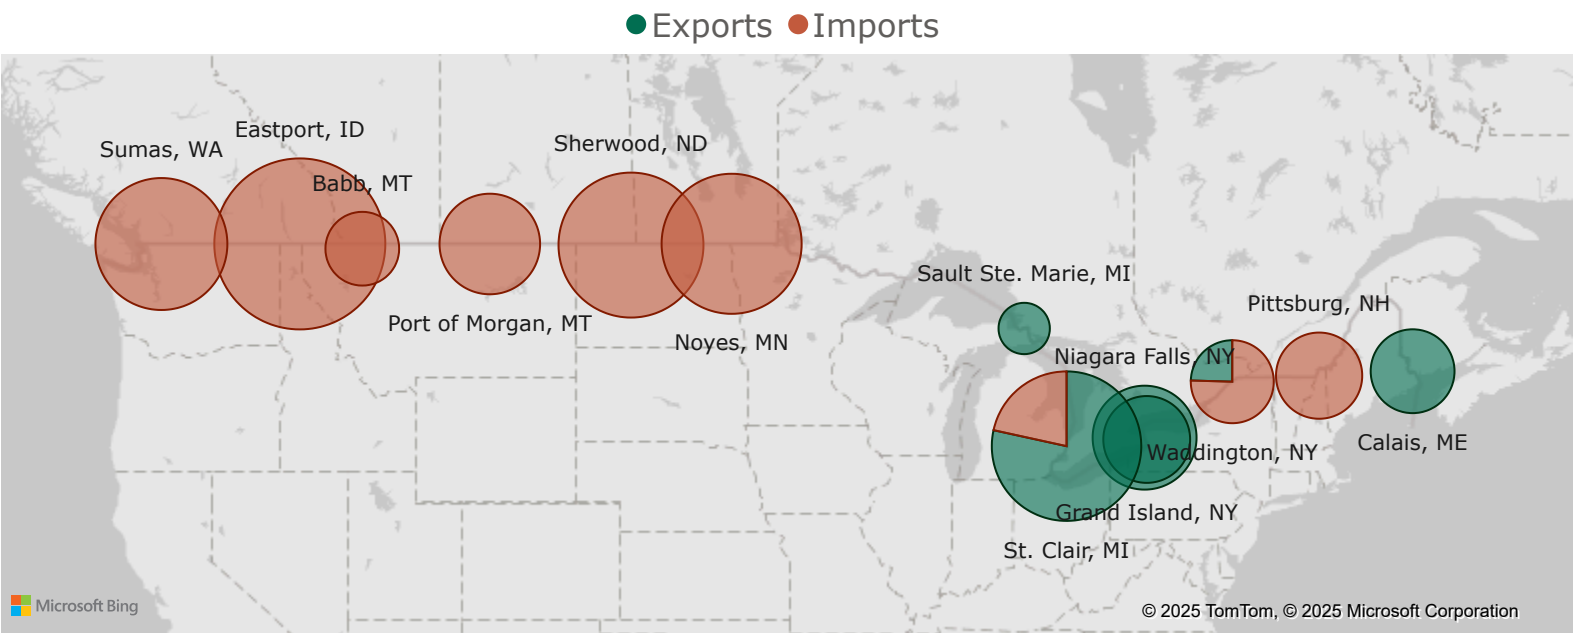 Exports Imports
Eastport, ID
Sumas, WA
Sherwood, ND
Babb, MT
Sault Ste. Marie, MI
Pittsburg, NH
Port of Morgan, MT
Noyes, MN
Niagara Falls, NY
Calais, ME
Waddington, NY
Grand Island, NY
St. Clair, MI
Microsoft Bing
© 2025 TomTom, © 2025 Microsoft Corporation